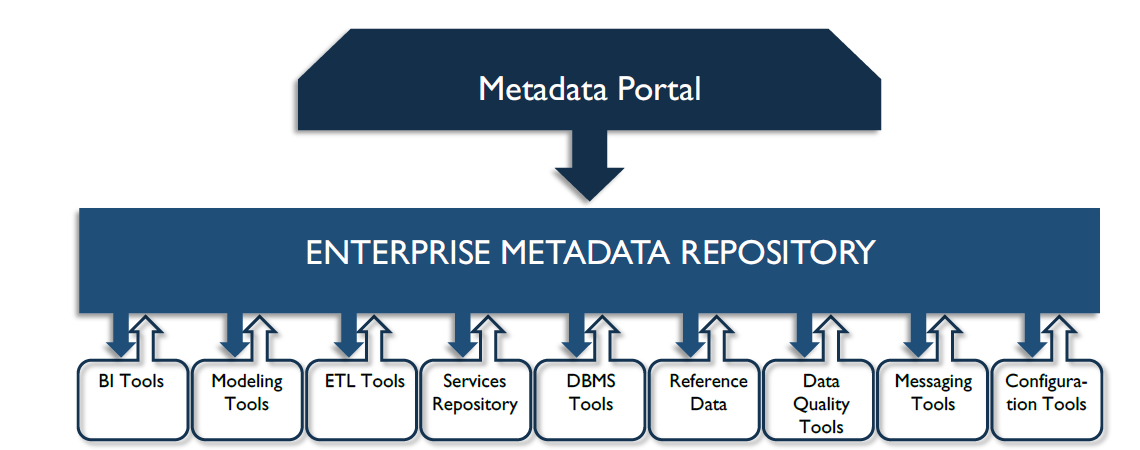 Metadata Portal
ENTERPRISE METADATA REPOSITORY
BI Tools
Modeling
Tools
ETL Tools
Services
Repository
DBMS
Tools
Reference
Data
Data
Quality
Tools
Messaging
Tools
Configura-
tion Tools